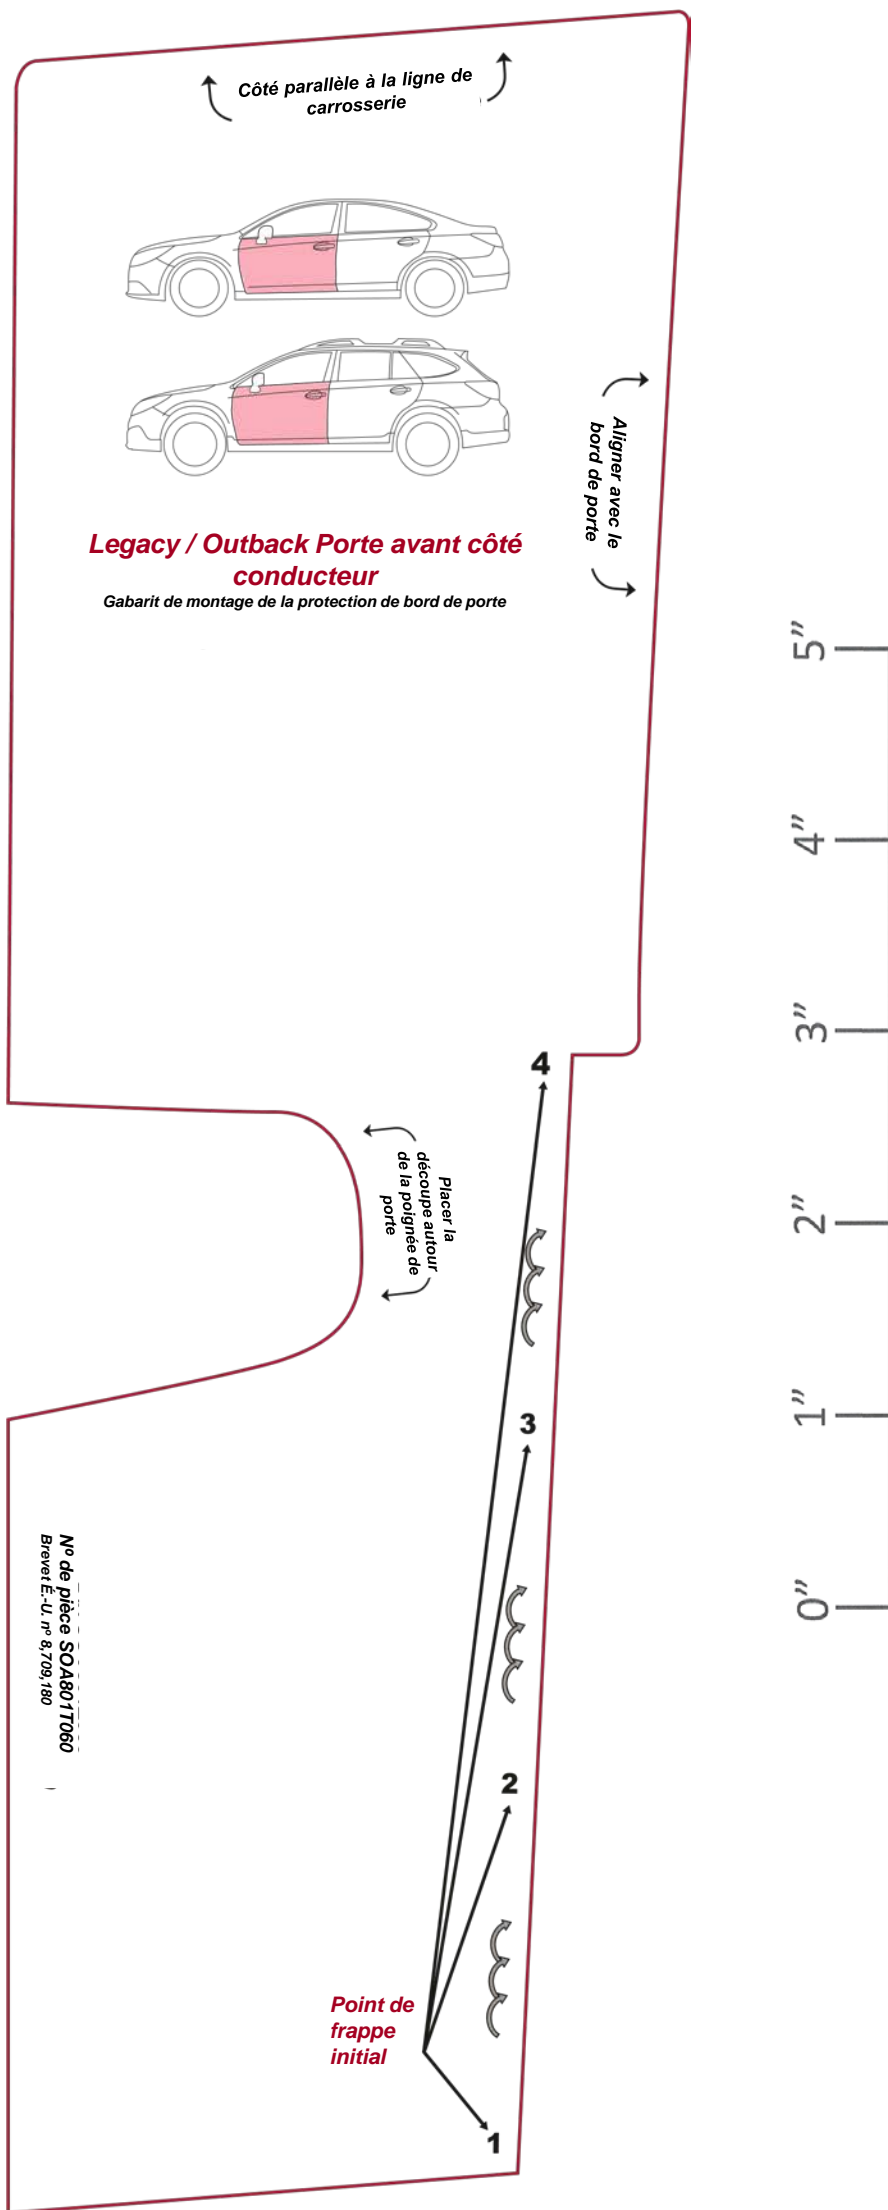 Côté parallèle à la ligne de
carrosserie
Aligner avec le
bord de porte
Legacy / Outback Porte avant côté
conducteur
Gabarit de montage de la protection de bord de porte
5”
4”
3”
2”
1”
0”
4
Placer la
découpe autour
de la poignée de
porte
3
Nº de pièce SOA801T060
Brevet É.-U. nº 8,709,180
2
Point de
frappe
initial
1